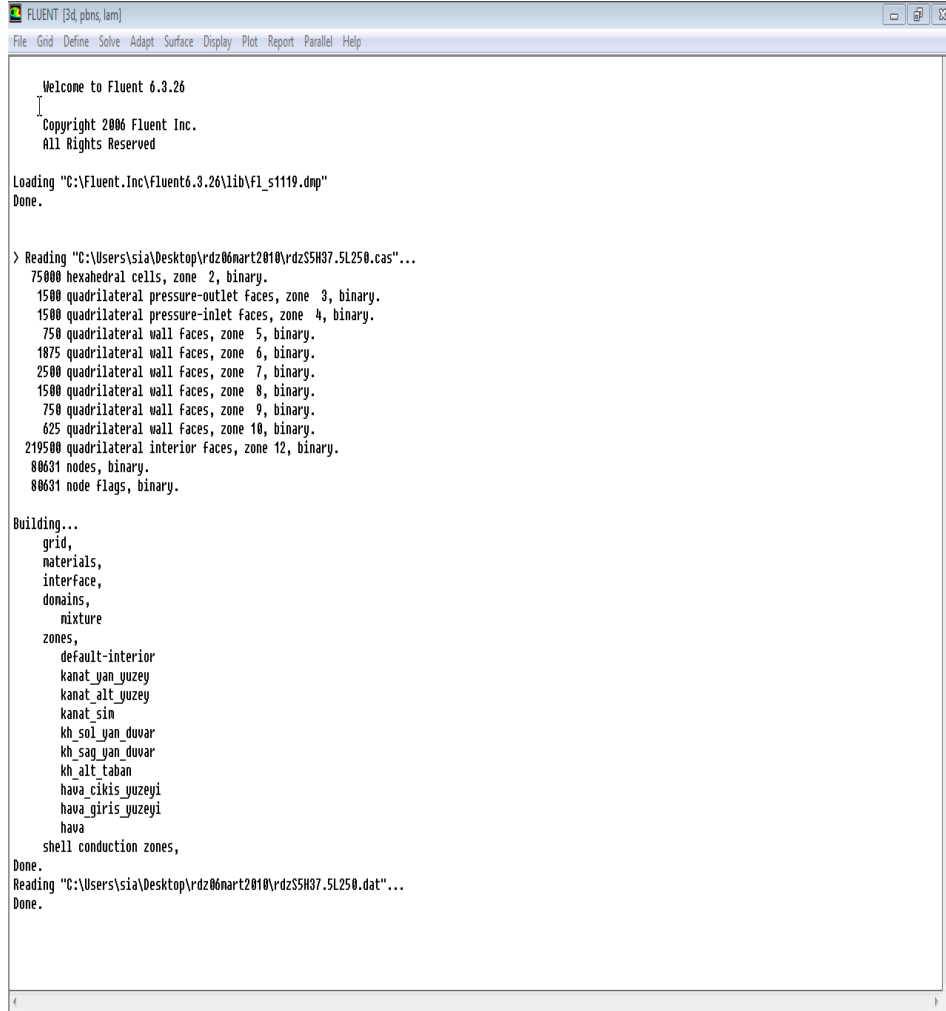 FLUENT [3d, pbns, lam]
File Grid Define Solve Adapt Surface Display Plot Report Parallel Help
Welcome to Fluent 6.3.26
Copyright 2006 Fluent Inc.
All Rights Reserved
Loading "C:\Fluent.Inc\fluent6.3.26\lib\fl_s1119.dmp"
Done.
> Reading "C:\Users\sia\Desktop\rdz06mart2010\rdzS5H37.5L250.cas"...
75000 hexahedral cells, zone 2, binary.
1500 quadrilateral pressure-outlet faces, zone 3, binary.
1500 quadrilateral pressure-inlet faces, zone 4, binary.
750 quadrilateral wall faces, zone 5, binary.
1875 quadrilateral wall faces, zone 6, binary.
2500 quadrilateral wall faces, zone 7, binary.
1500 quadrilateral wall faces, zone 8, binary.
750 quadrilateral wall faces, zone 9, binary.
625 quadrilateral wall faces, zone 10, binary.
219500 quadrilateral interior faces, zone 12, binary.
80631 nodes, binary.
80631 node flags, binary.
Building...
grid,
materials,
interface,
domains,
mixture
zones,
default-interior
kanat_yan_yuzey
kanat_alt_yuzey
kanat_sim
kh_sol_yan_duvar
kh_sag_yan_duvar
kh_alt_taban
hava_cikis_yuzeyi
hava_giris_yuzeyi
hava
shell conduction zones,
Done.
Reading "C:\Users\sia\Desktop\rdz06mart2010\rdzS5H37.5L250.dat"...
Done.